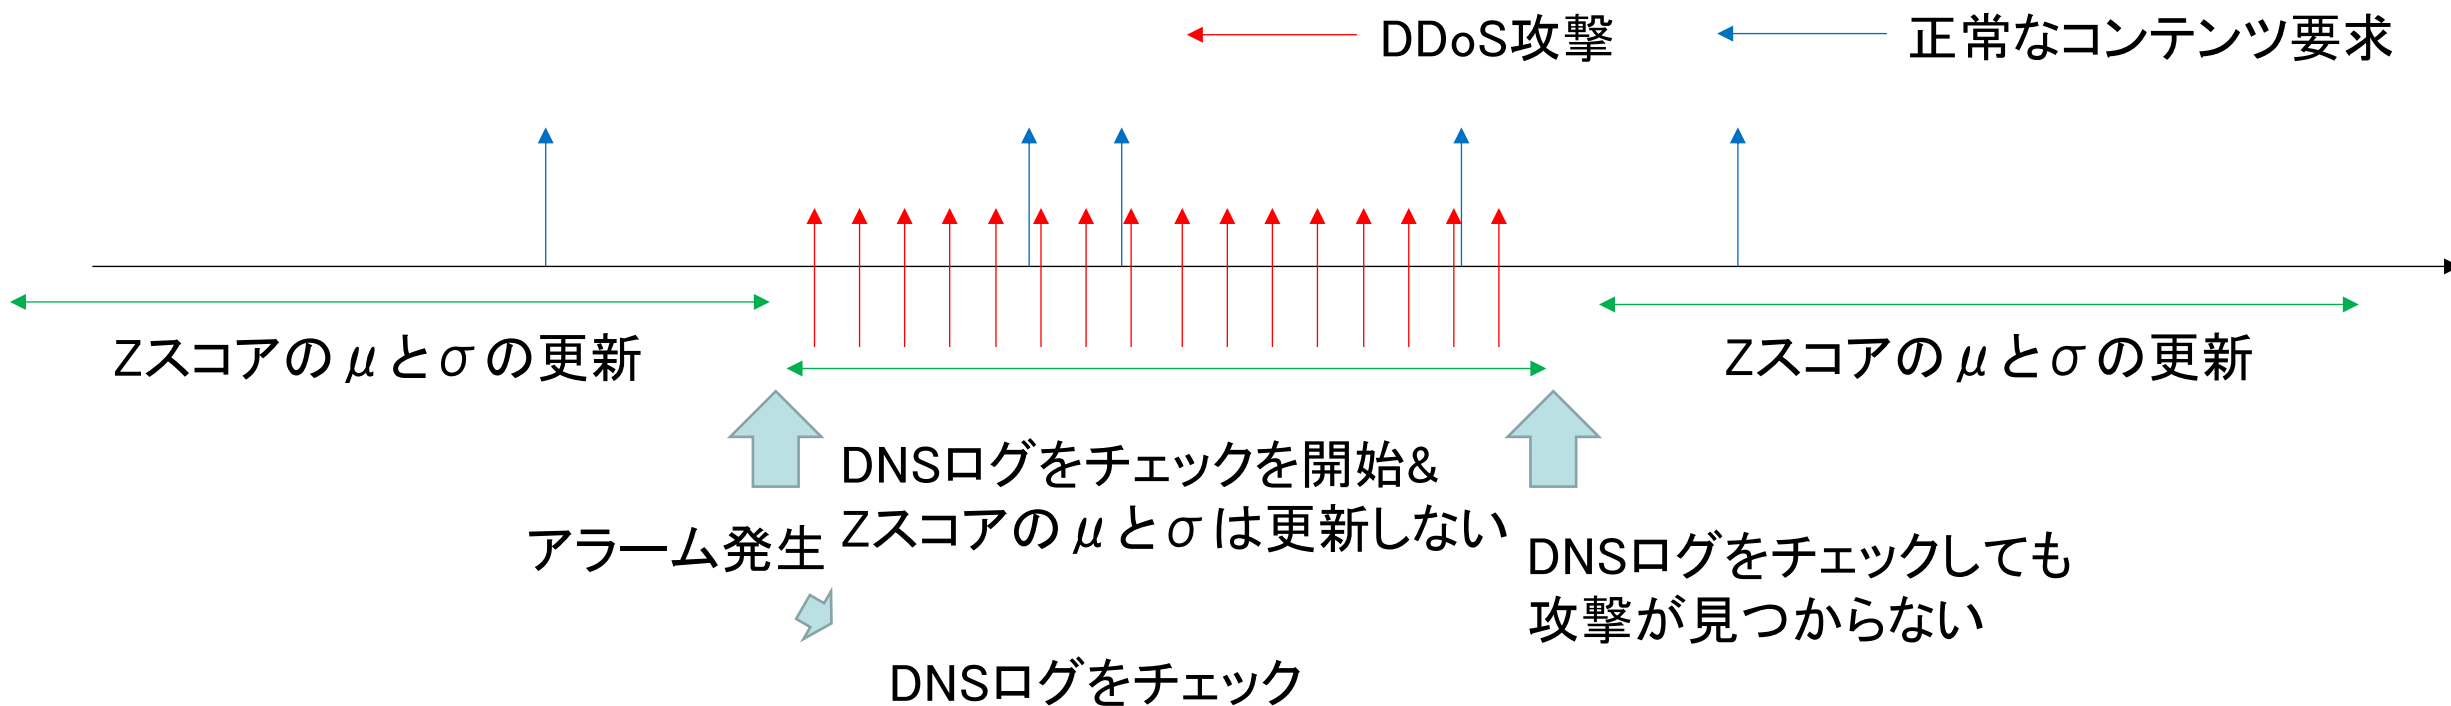 DDoS攻撃
正常なコンテンツ要求
Zスコアのμとσの更新
Zスコアのμとσの更新
DNSログをチェックを開始&
Zスコアのμとσは更新しない
アラーム発生
DNSログをチェックしても
攻撃が見つからない
DNSログをチェック